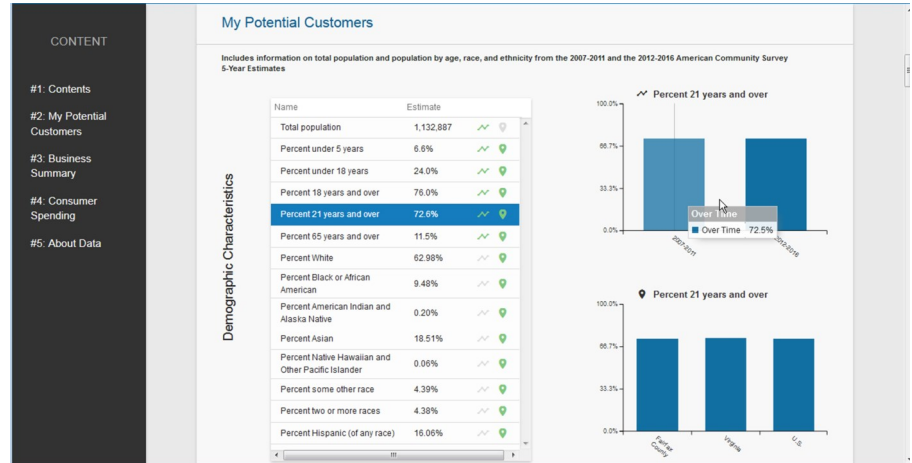 CONTENT
#1: Contents
#2: My Potential
Customers
#3: Business
Summary
#4: Consumer
Spending
#5: About Data
My Potential Customers
Includes information on total population and population by age, race, and ethnicity from the 2007-2011 and the 2012-2016 American Community Survey
5-Year Estimates
Demographic Characteristics
Name Estimate
Total population 1,132,887
Percent under 5 years 6.6%
Percent under 18 years 24.0%
Percent 18 years and over 76.0%
Percent 21 years and over 72.6%
Percent 65 years and over 11.5%
Percent White 62.98%
Percent Black or African
American 9.48%
Percent American Indian and
Alaska Native 0.20%
Percent Asian 18.51%
Percent Native Hawaiian and
Other Pacific Islander 0.06%
Percent some other race 4.39%
Percent two or more races 4.38%
Percent Hispanic (of any race) 16.06%
Percent 21 years and over
100.0%
66.7%
33.3%
0.0%
Over Time
Over Time 72.5%
2007-2011
2012-2016
Percent 21 years and over
100.0%
66.7%
33.3%
0.0%
Fairfax
County
Virginia
U.S.